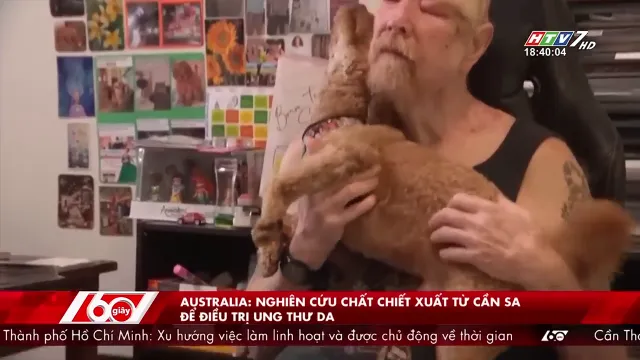 HTV7 HD
18:40:04
60 giây
AUSTRALIA: NGHIÊN CỨU CHẤT CHIẾT XUẤT TỪ CẦN SA
ĐỂ ĐIỀU TRỊ UNG THƯ DA
Thành phố Hồ Chí Minh: Xu hướng việc làm linh hoạt và được chủ động về thời gian 60 Cần Th